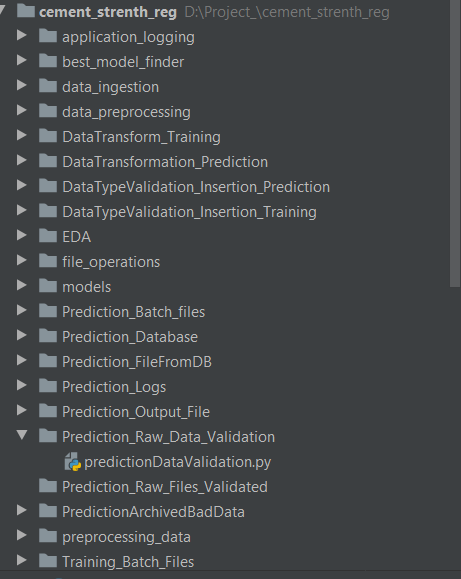 cement_strenth_reg D:\Project_\cement_strenth_reg
application_logging
best_model_finder
data_ingestion
data_preprocessing
DataTransform_Training
DataTransformation_Prediction
DataTypeValidation_Insertion_Prediction
DataTypeValidation_Insertion_Training
EDA
file_operations
models
Prediction_Batch_files
Prediction_Database
Prediction_FileFromDB
Prediction_Logs
Prediction_Output_File
Prediction_Raw_Data_Validation
predictionDataValidation.py
Prediction_Raw_Files_Validated
PredictionArchivedBadData
preprocessing_data
Training_Batch_Files